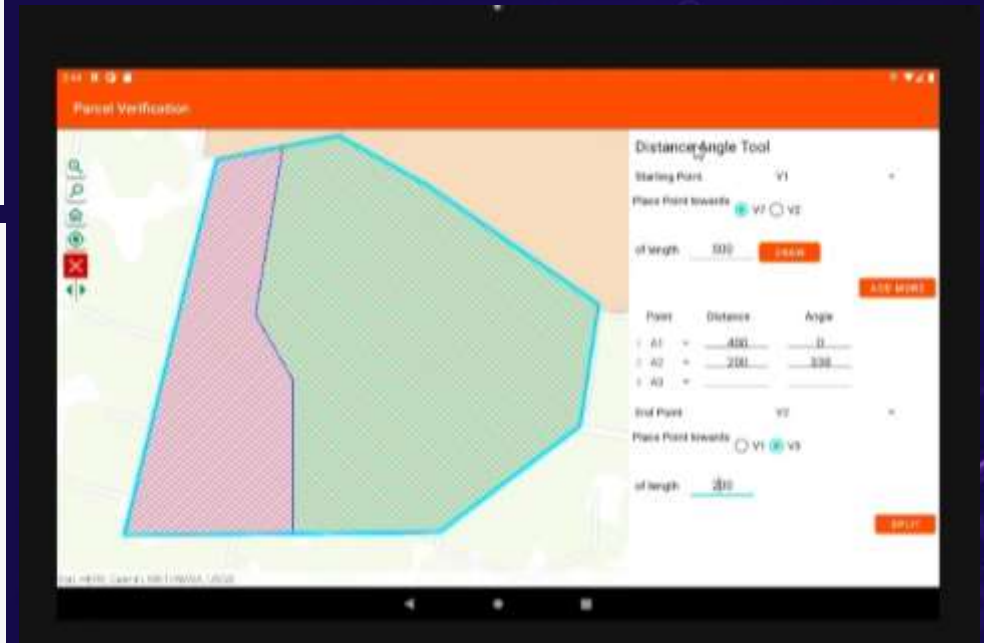 Parcel Verification
Distance/Angle Tool
Starting Point V1
Place Point towards V7 V2
of length DRAW
ADD MORE
Point Distance Angle
A1 400 0
A2 200
A3
End Point V2
Place Point towards V1 V3
of length 200
SPLIT